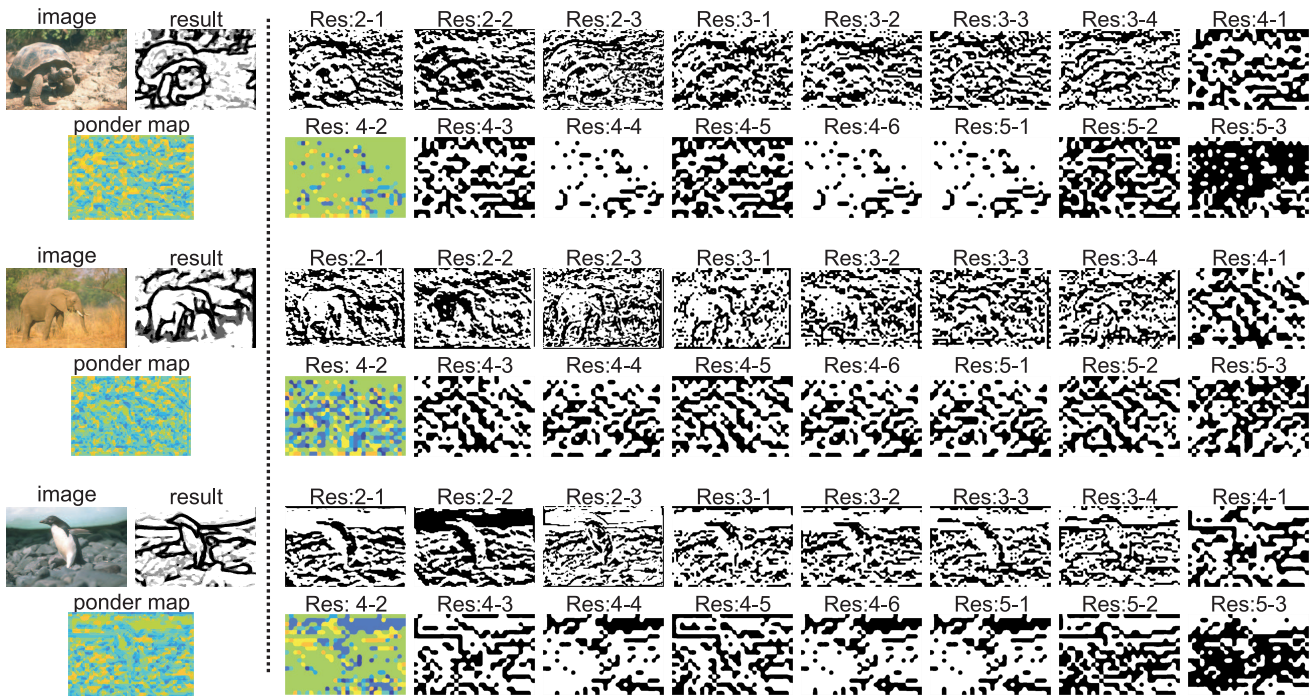 image result Res:2-1 Res:2-2 Res:2-3 Res:3-1 Res:3-2 Res:3-3 Res:3-4 Res:4-1
ponder map Res: 4-2 Res:4-3 Res:4-4 Res:4-5 Res:4-6 Res:5-1 Res:5-2 Res:5-3
image result Res:2-1 Res:2-2 Res:2-3 Res:3-1 Res:3-2 Res:3-3 Res:3-4 Res:4-1
ponder map Res: 4-2 Res:4-3 Res:4-4 Res:4-5 Res:4-6 Res:5-1 Res:5-2 Res:5-3
image result Res:2-1 Res:2-2 Res:2-3 Res:3-1 Res:3-2 Res:3-3 Res:3-4 Res:4-1
ponder map Res: 4-2 Res:4-3 Res:4-4 Res:4-5 Res:4-6 Res:5-1 Res:5-2 Res:5-3